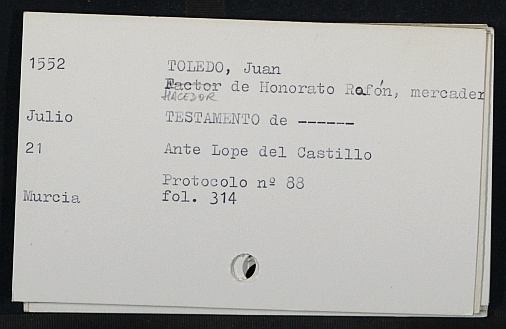 1552 TOLEDO, Juan
Factor de Honorato Rofón, mercader
HACEDOR
Julio TESTAMENTO de ------
21 Ante Lope del Castillo
Protocolo nº 88
Murcia fol. 314